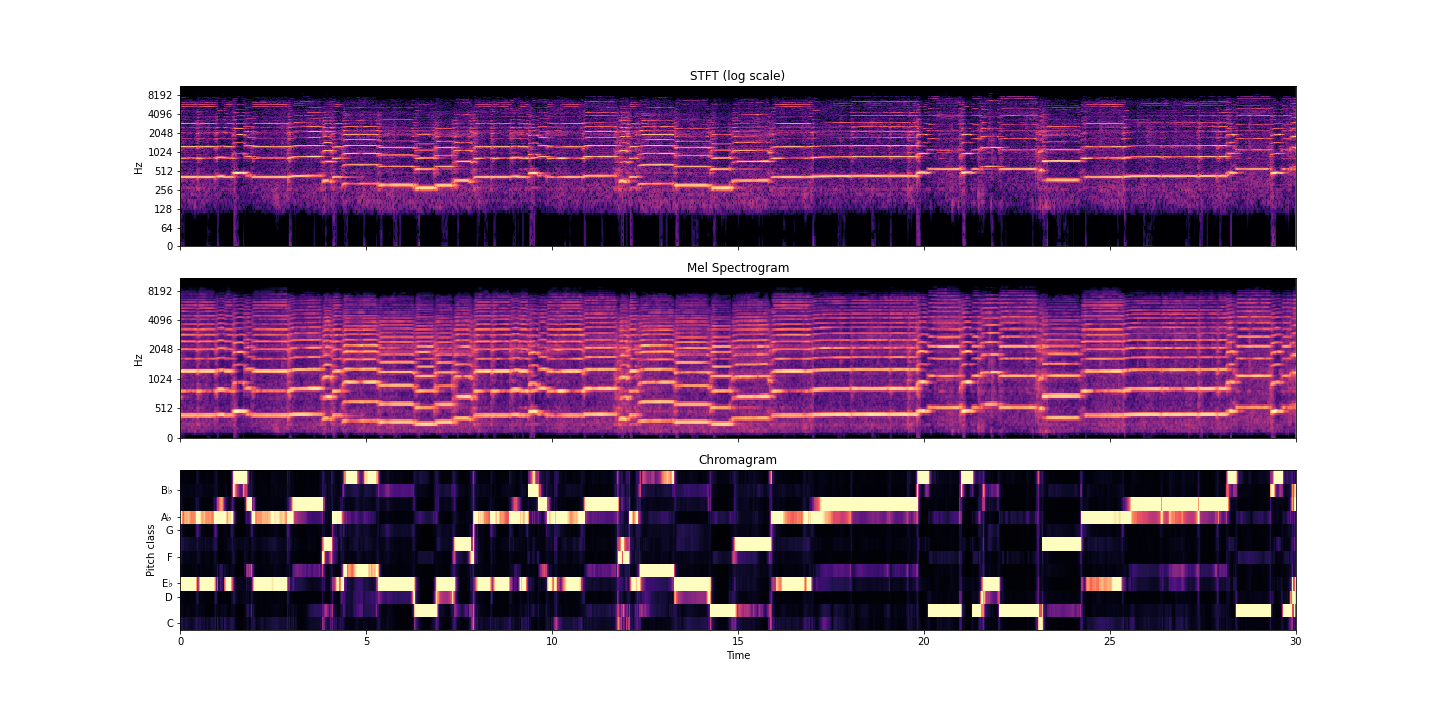 STFT (log scale)
8192
4096
2048
1024
512
256
128
64
0
Hz
Mel Spectrogram
8192
4096
2048
1024
512
0
Hz
Chromagram
B♭
A♭
G
F
E♭
D
C
Pitch class
0 5 10 15 20 25 30
Time